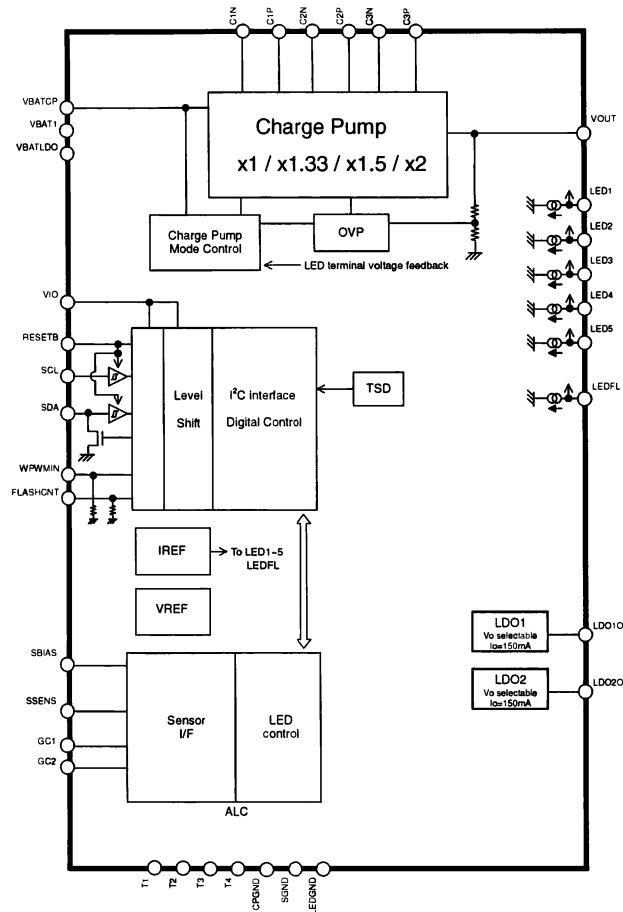 C1N
C1P
C2N
C2P
C3N
C3P
VBATCP
VBAT1
VBATLDO
Charge Pump
x1 / x1.33 / x1.5 / x2
VOUT
Charge Pump
Mode Control
OVP
LED terminal voltage feedback
LED1
LED2
LED3
LED4
LED5
LEDFL
VIO
RESETB
SCL
SDA
WPWMIN
FLASHCNT
Level
Shift
I²C interface
Digital Control
TSD
IREF
To LED1~5
LEDFL
VREF
LDO1
Vo selectable
Io=150mA
LDO1O
LDO2
Vo selectable
Io=150mA
LDO2O
SBIAS
SSENS
GC1
GC2
Sensor
I/F
LED
control
ALC
T1
T2
T3
T4
CPGND
SGND
LEDGND